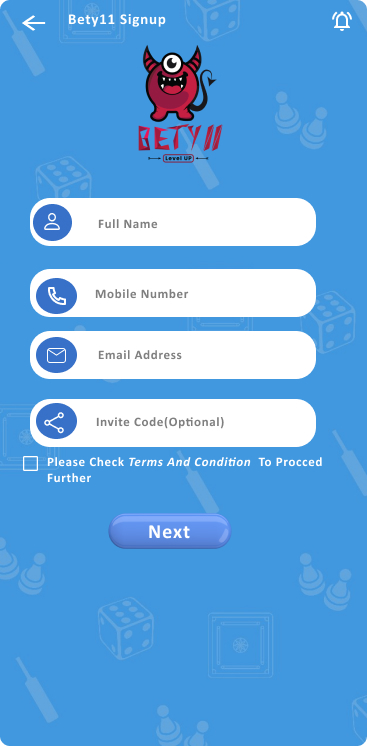 Bety11 Signup
BETY11
Level UP
Full Name
Mobile Number
Email Address
Invite Code(Optional)
Please Check Terms And Condition To Procced
Further
Next